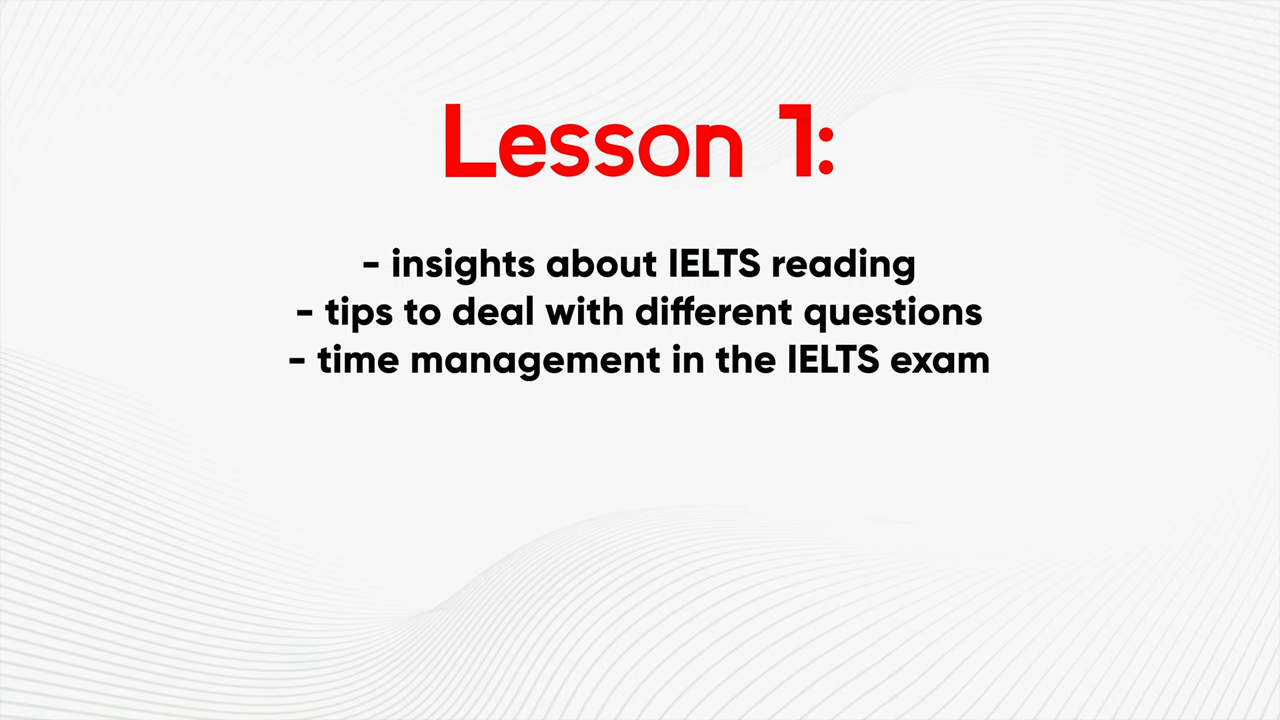 Lesson 1:
- insights about IELTS reading
- tips to deal with different questions
- time management in the IELTS exam